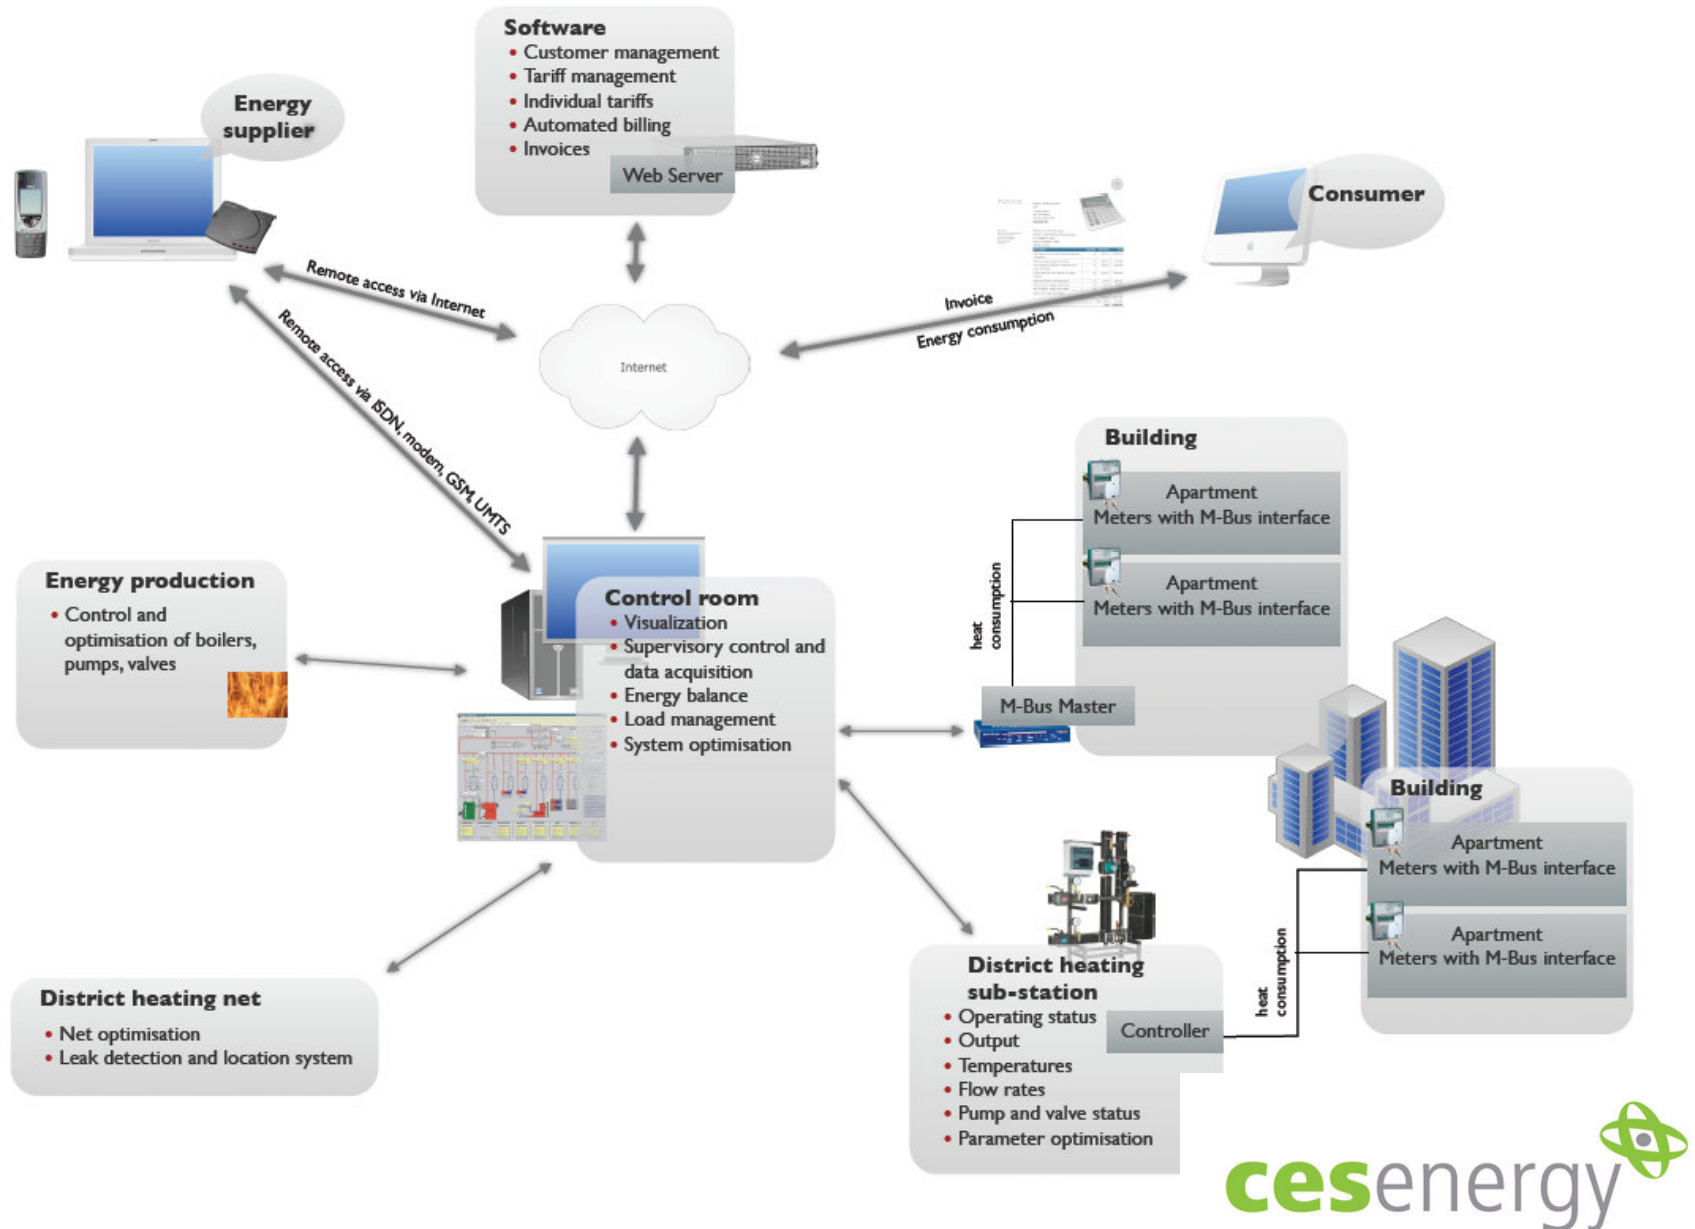 Software
• Customer management
• Tariff management
• Individual tariffs
• Automated billing
• Invoices
Web Server
Energy
supplier
Consumer
Remote access via Internet
Invoice
Energy consumption
Internet
Remote access via ISDN, modem, GSM, UMTS
Building
Apartment
Meters with M-Bus interface
Apartment
Meters with M-Bus interface
heat
consumption
M-Bus Master
Energy production
• Control and
optimisation of boilers,
pumps, valves
Control room
• Visualization
• Supervisory control and
data acquisition
• Energy balance
• Load management
• System optimisation
Building
Apartment
Meters with M-Bus interface
Apartment
Meters with M-Bus interface
heat
consumption
District heating net
• Net optimisation
• Leak detection and location system
District heating
sub-station
• Operating status
• Output
• Temperatures
• Flow rates
• Pump and valve status
• Parameter optimisation
Controller
cesenergy